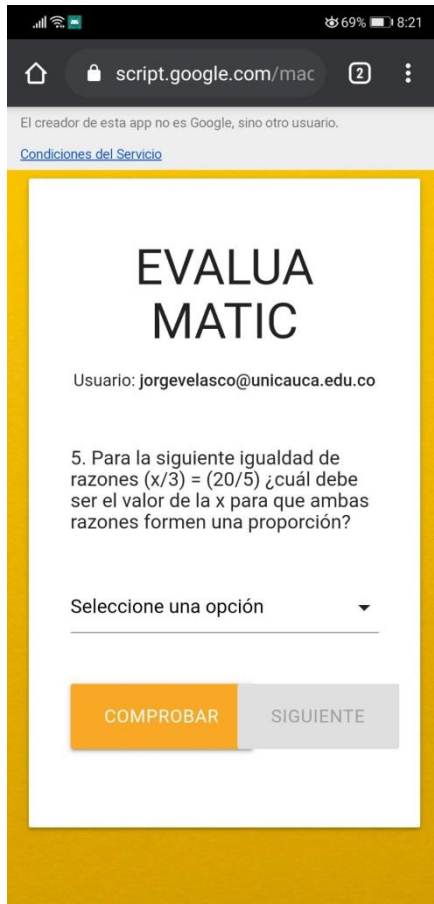 69% 8:21
script.google.com/mac 2
El creador de esta app no es Google, sino otro usuario.
Condiciones del Servicio
EVALUA
MATIC
Usuario: jorgevelasco@unicauca.edu.co
5. Para la siguiente igualdad de
razones (x/3) = (20/5) ¿cuál debe
ser el valor de la x para que ambas
razones formen una proporción?
Seleccione una opción
COMPROBAR SIGUIENTE